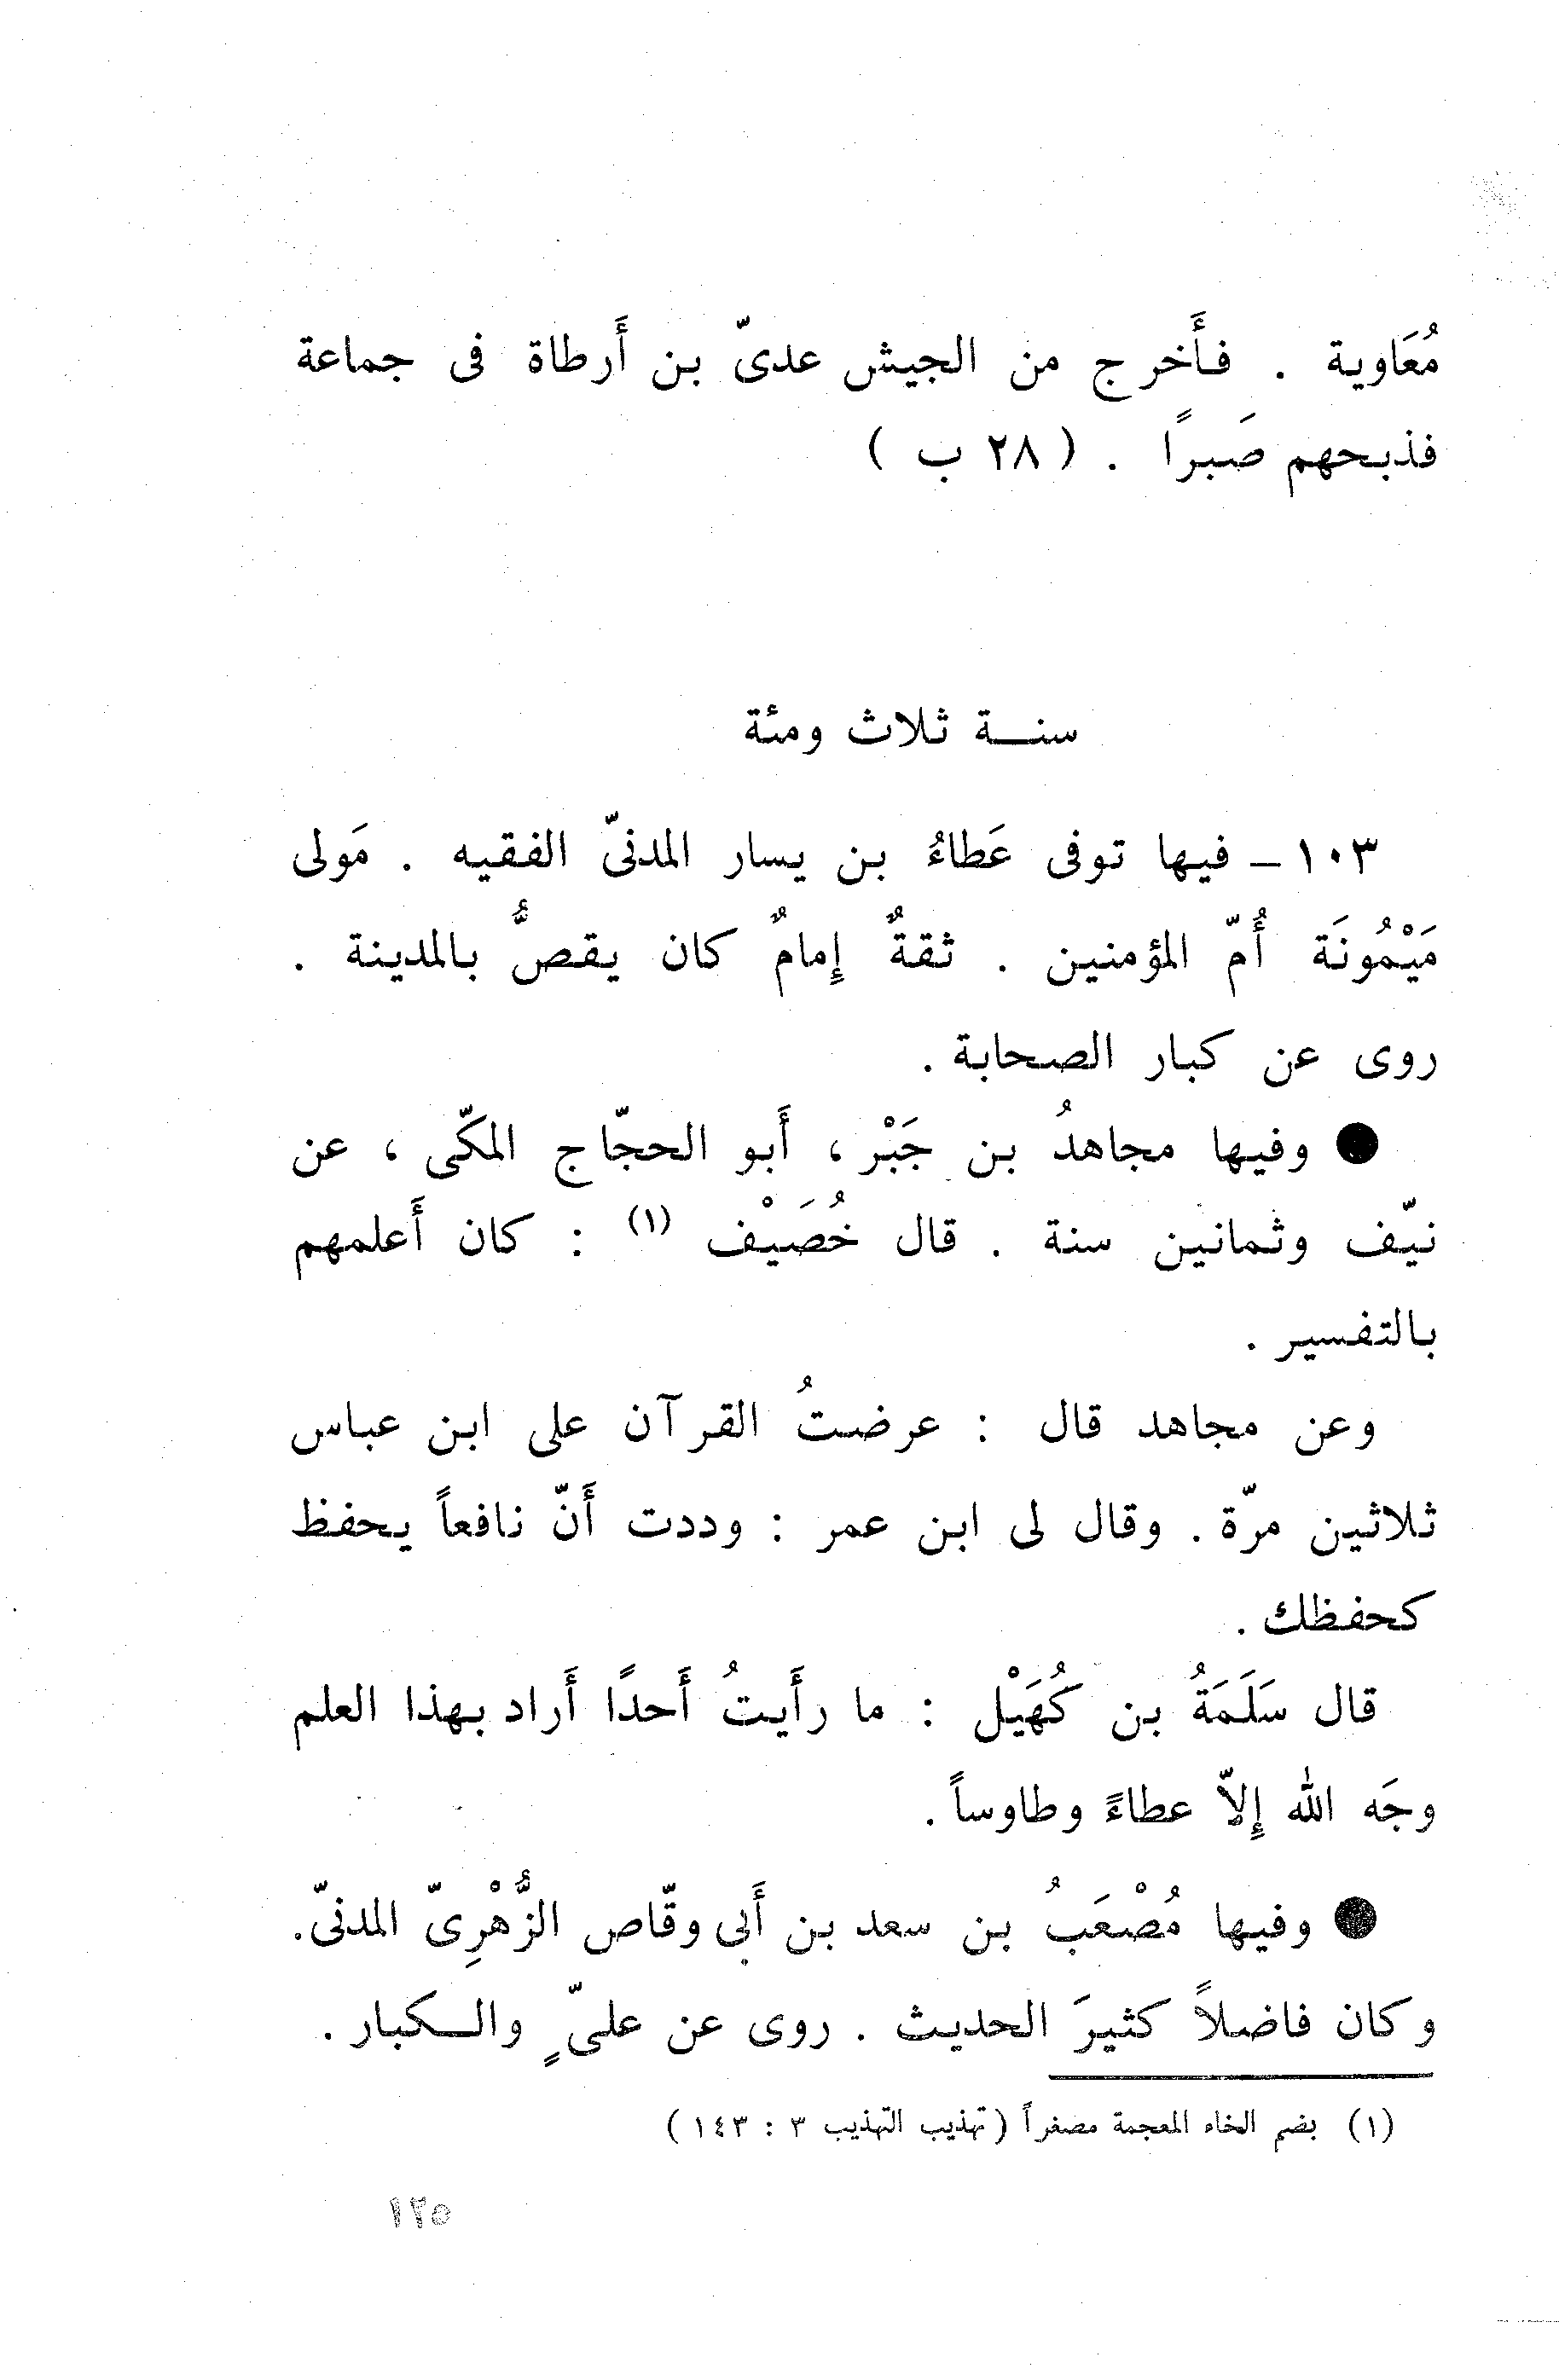 مُعَاوية . فأَخرج من الجيش عدىّ بن أَرطاة فى جماعة
فذبحهم صَبرًا . ( ٢٨ ب )
سنـــة ثلاث ومئة
١٠٣ – فيها توفى عَطاءُ بن يسار المدنىّ الفقيه . مَولى
مَيْمُونَة أُمّ المؤمنين . ثقةٌ إِمامٌ كان يقصُّ بالمدينة .
روى عن كبار الصحابة .
● وفيها مجاهدُ بن جَبْر ، أَبو الحجّاج المكّى ، عن
نيّف وثمانين سنة . قال خُصَيْف (١) : كان أَعلمهم
بالتفسير .
وعن مجاهد قال : عرضتُ القرآن على ابن عباس
ثلاثين مرّة . وقال لى ابن عمر : وددت أَنّ نافعاً يحفظ
كحفظك .
قال سَلَمَةُ بن كُهَيْل : ما رأَيتُ أَحدًا أَراد بهذا العلم
وجَه الله إِلاّ عطاءً وطاوساً .
● وفيها مُصْعَبُ بن سعد بن أَبى وقّاص الزُّهْرِىّ المدنىّ.
وكان فاضلاً كثيرَ الحديث . روى عن علىّ ٍ والــكبار .
(١) بضم الخاء المعجمة مصغراً (تهذيب التهذيب ٣ : ١٤٣ )
١٢٥